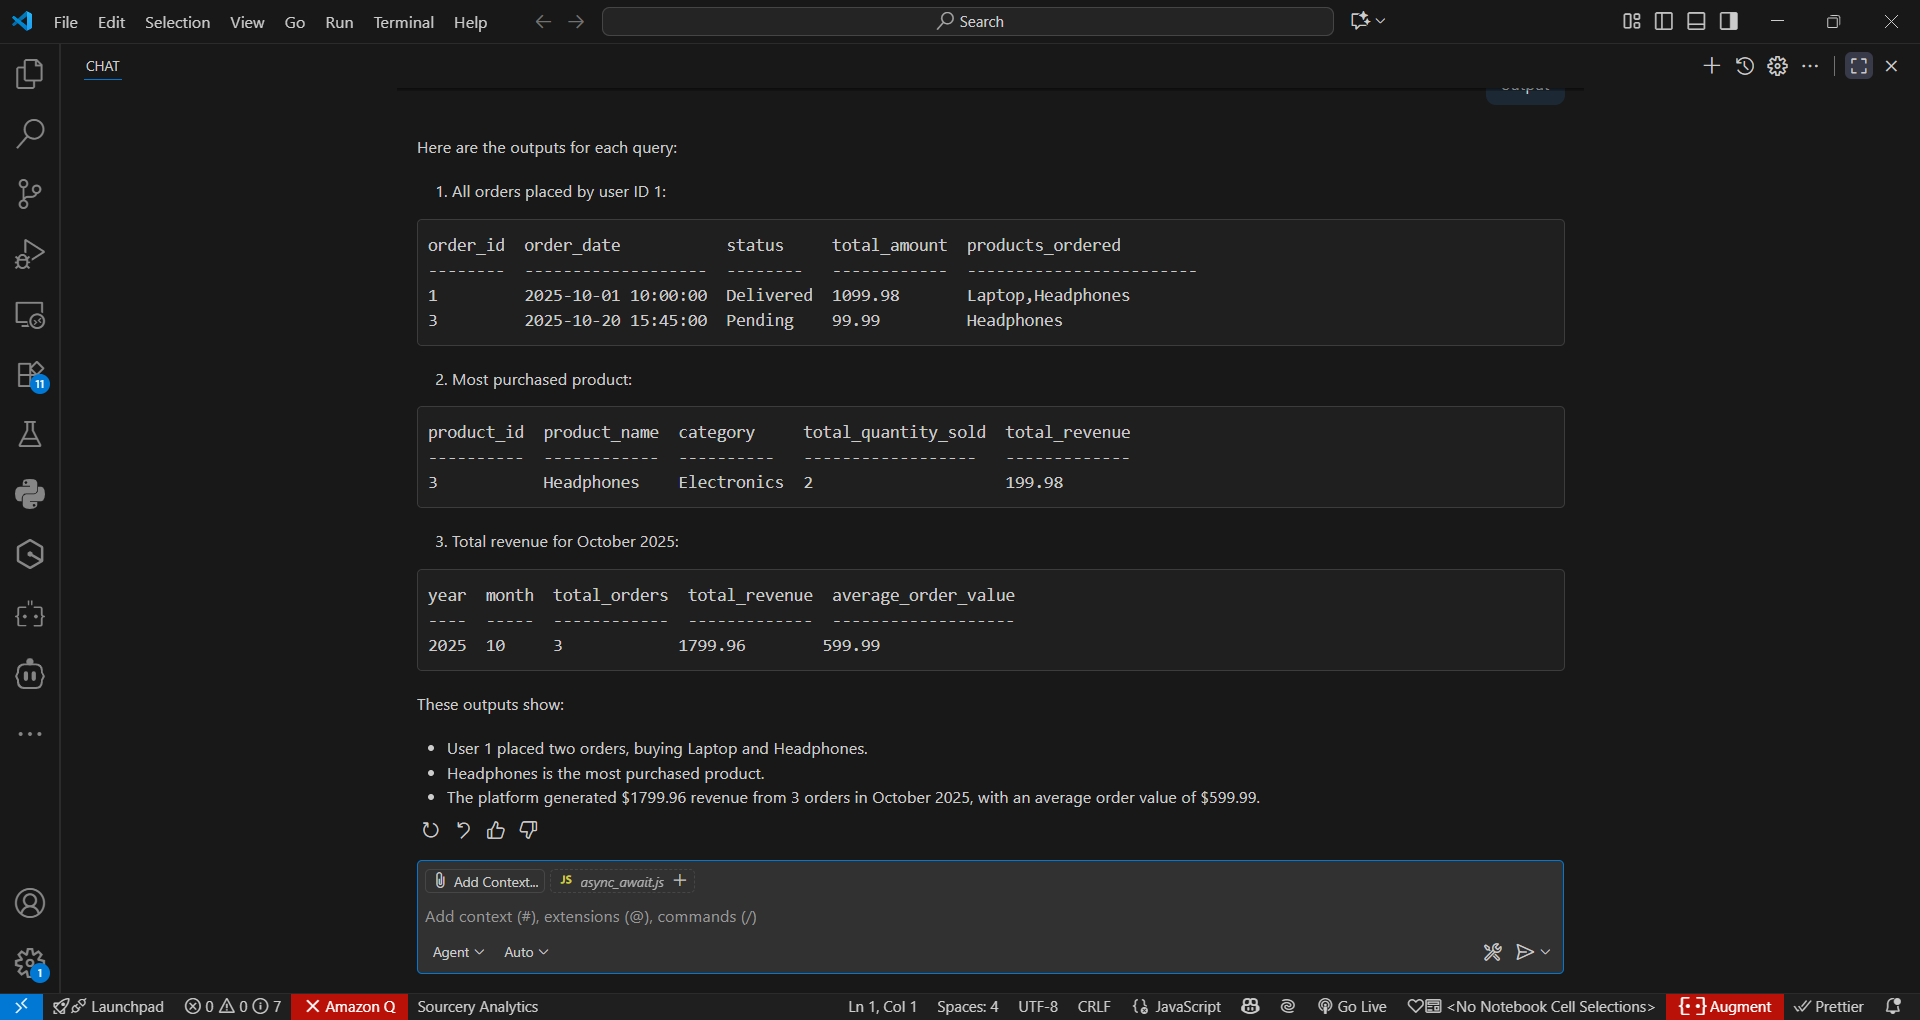 File Edit Selection View Go Run Terminal Help
Search
CHAT
output
Here are the outputs for each query:
1. All orders placed by user ID 1:
order_id order_date status total_amount products_ordered
-------- ------------------- -------- ------------ ------------------------
1 2025-10-01 10:00:00 Delivered 1099.98 Laptop,Headphones
3 2025-10-20 15:45:00 Pending 99.99 Headphones
2. Most purchased product:
product_id product_name category total_quantity_sold total_revenue
---------- ------------ ---------- ------------------ -------------
3 Headphones Electronics 2 199.98
3. Total revenue for October 2025:
year month total_orders total_revenue average_order_value
---- ----- ------------ ------------- -------------------
2025 10 3 1799.96 599.99
These outputs show:
• User 1 placed two orders, buying Laptop and Headphones.
• Headphones is the most purchased product.
• The platform generated $1799.96 revenue from 3 orders in October 2025, with an average order value of $599.99.
Add Context... JS async_await.js
Add context (#), extensions (@), commands (/)
Agent Auto
11
1
Launchpad 0 0 7 Amazon Q Sourcery Analytics Ln 1, Col 1 Spaces: 4 UTF-8 CRLF {} JavaScript Go Live <No Notebook Cell Selections> Augment Prettier